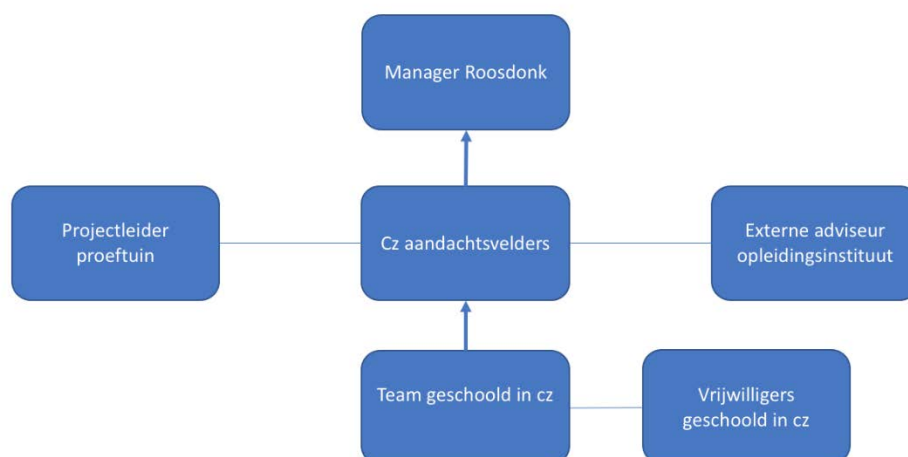 Manager Roosdonk
Projectleider
proeftuin
Cz aandachtsvelders
Externe adviseur
opleidingsinstituut
Team geschoold in cz
Vrijwilligers
geschoold in cz